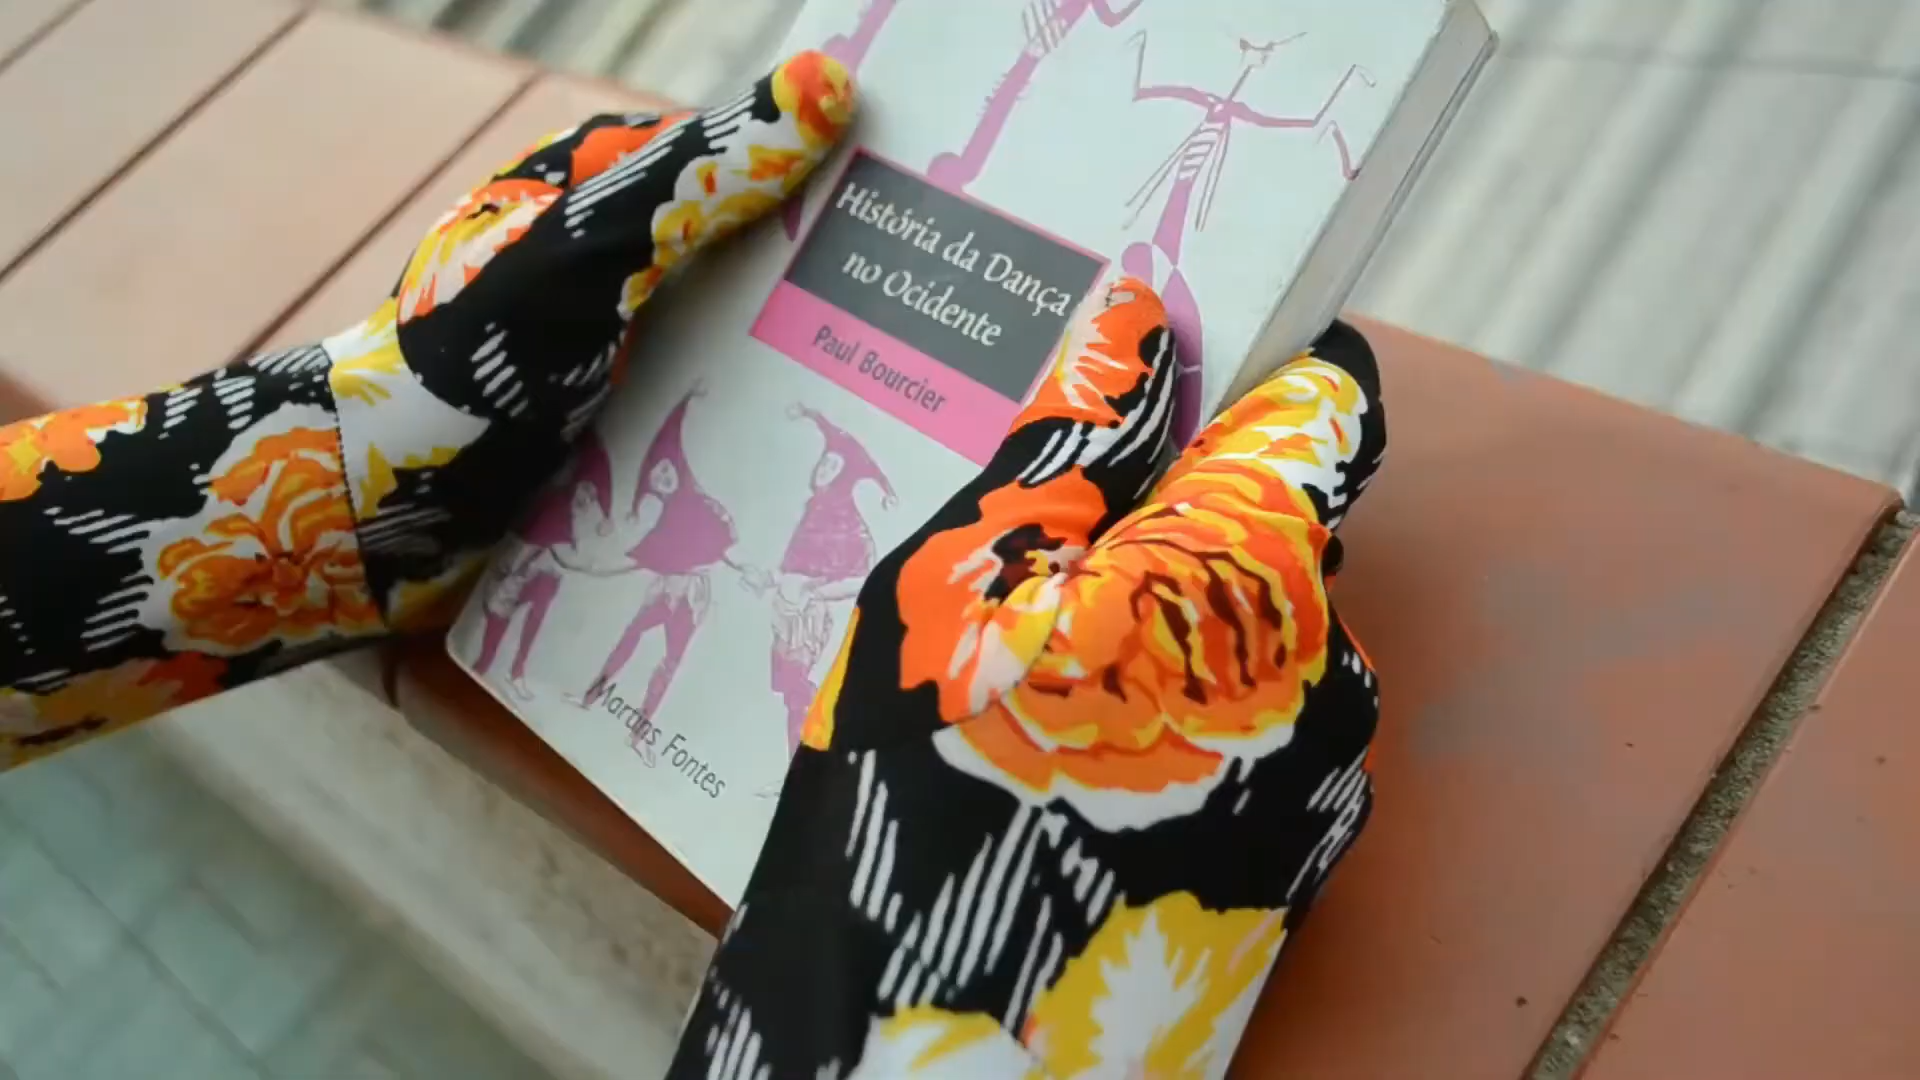 História da Dança
no Ocidente
Paul Bourcier
Martins Fontes